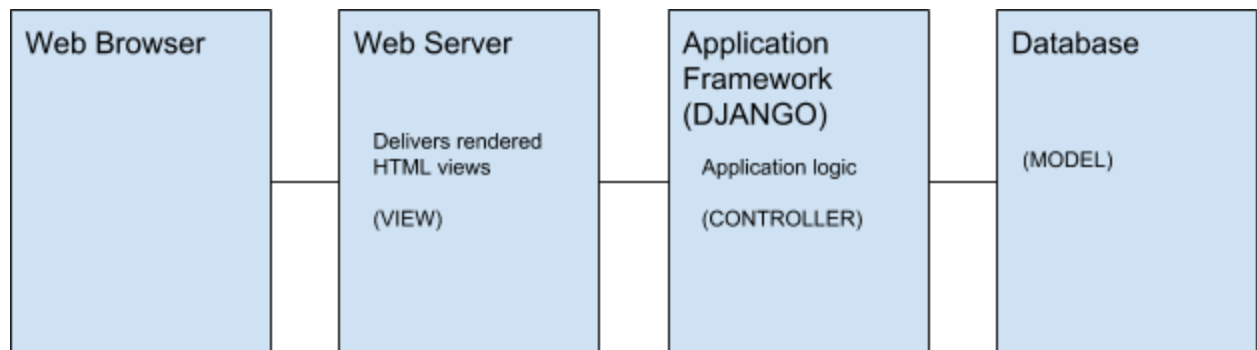 Web Browser
Web Server
Delivers rendered
HTML views
(VIEW)
Application
Framework
(DJANGO)
Application logic
(CONTROLLER)
Database
(MODEL)